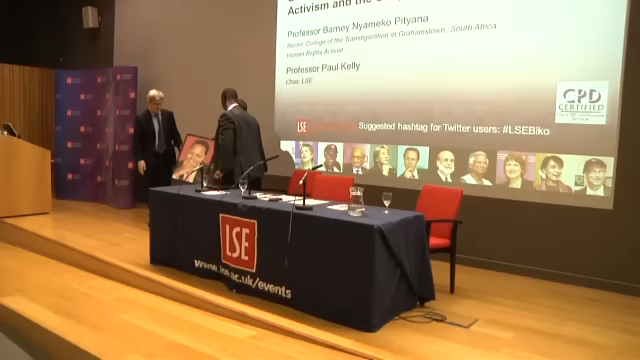 Activism and the
Professor Barney Nyameko Pityana
Rector, College of the Transfiguration in Grahamstown, South Africa
Human Rights Activist
Professor Paul Kelly
Chair, LSE
CPD
CERTIFIED
LSE
Suggested hashtag for Twitter users: #LSEBiko
LSE
www.lse.ac.uk/events